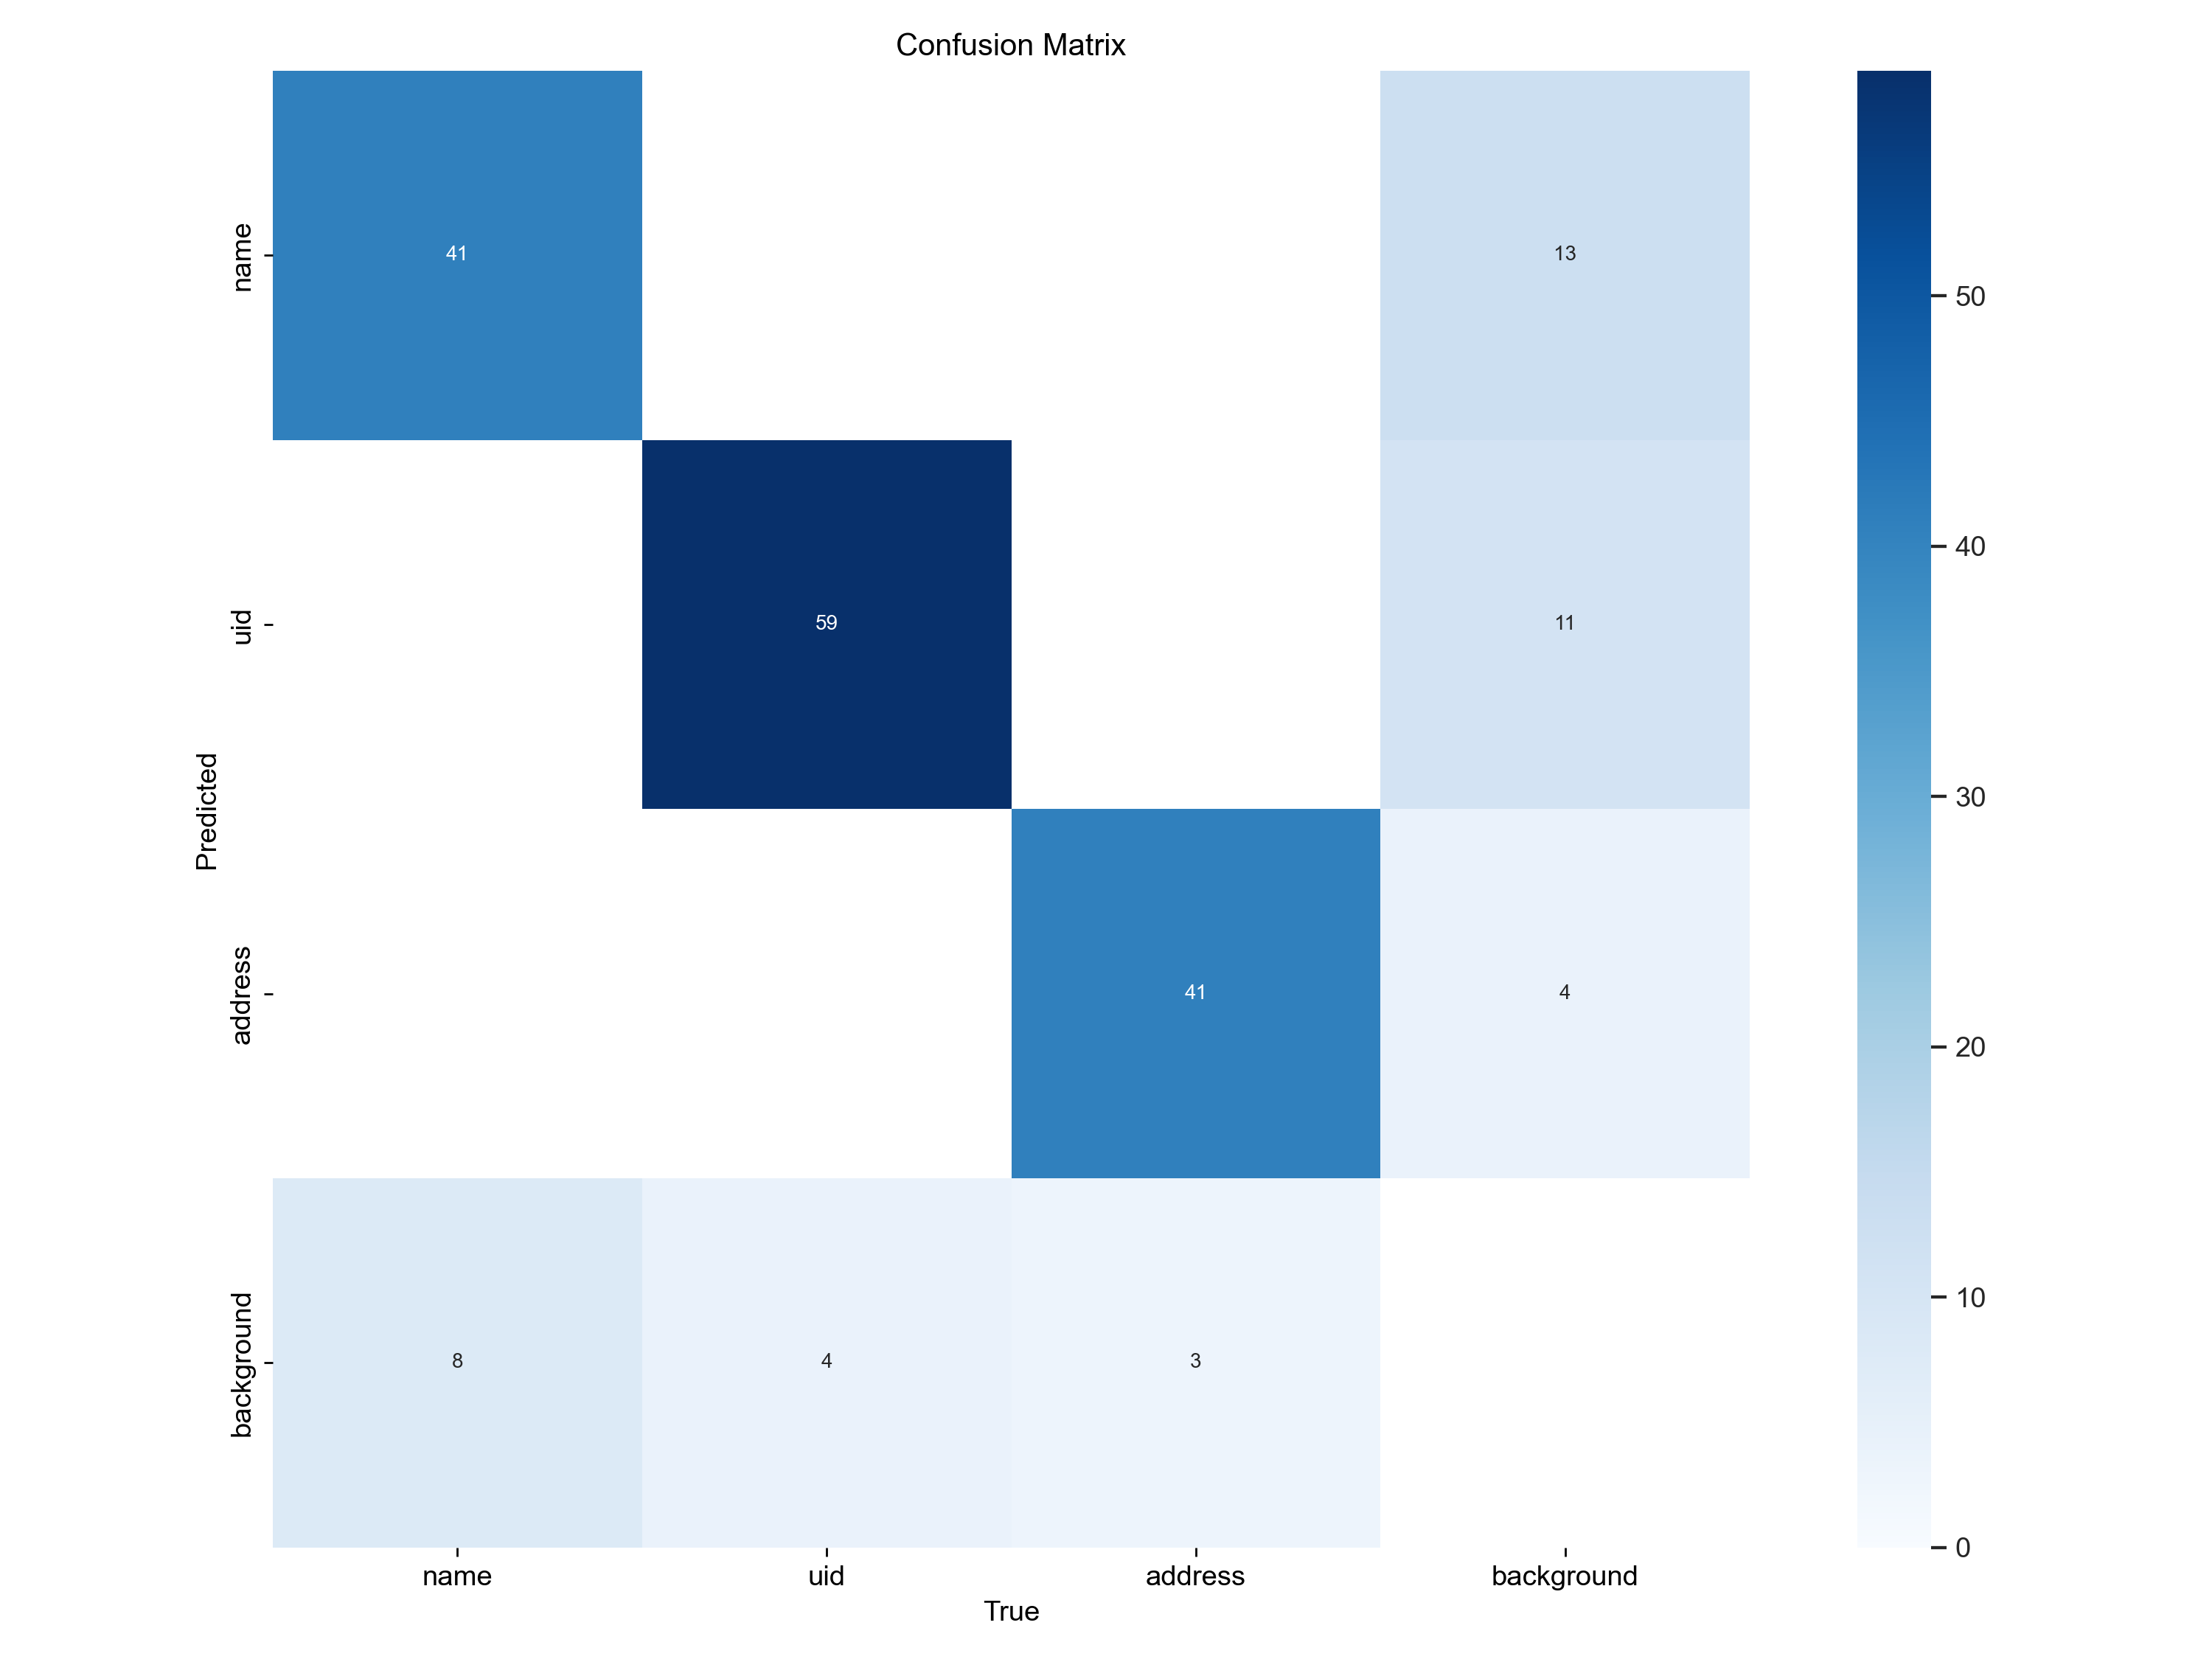 Confusion Matrix
name
41
13
50
40
uid
59
11
30
Predicted
address
41
4
20
10
background
8
4
3
0
name uid address background
True